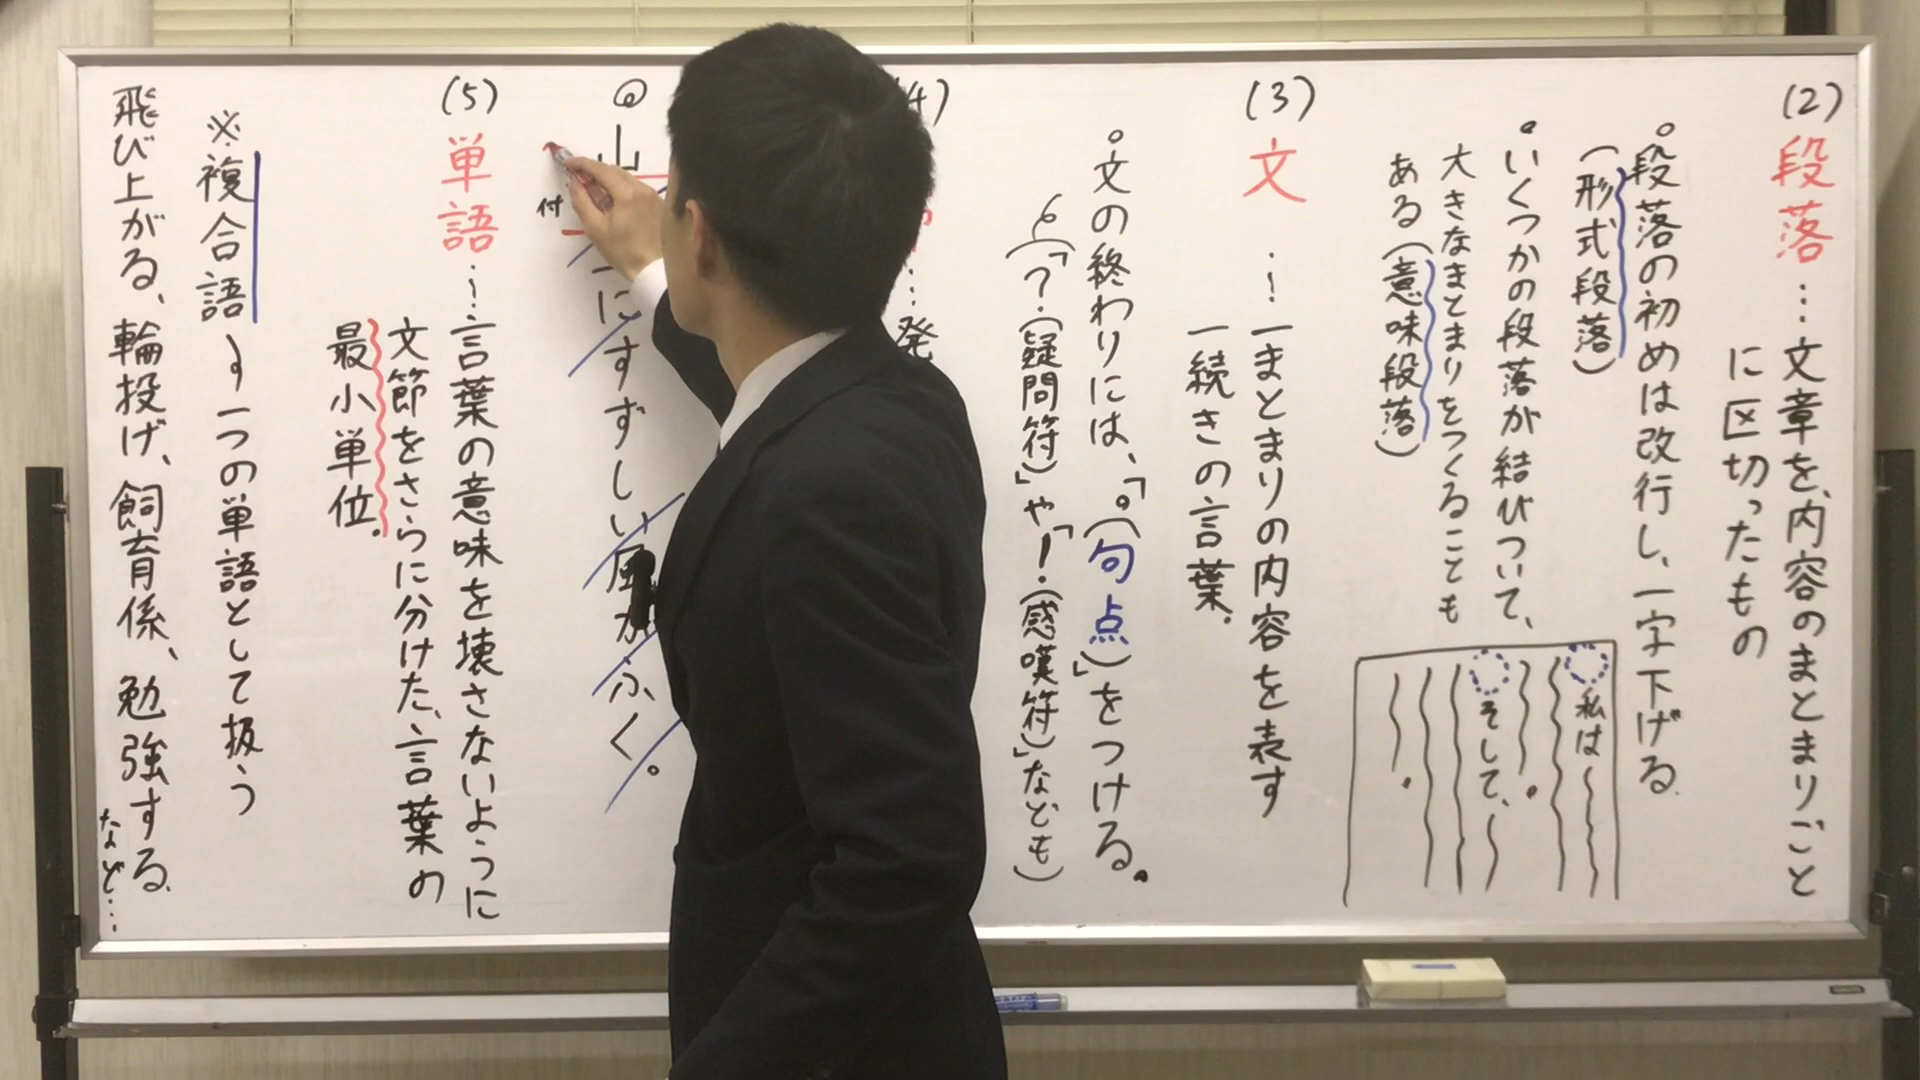 (2) 段落…文章を、内容のまとまりごと
に区切ったもの
。段落の初めは改行し、一字下げる.
(形式段落)
。いくつかの段落が結びついて、
大きなまとまりをつくることも
ある(意味段落)
私は
そして、
(3) 文…一まとまりの内容を表す
一続きの言葉.
。文の終わりには、「。(句点)」をつける。
(「?.(疑問符)」や「!.(感嘆符)」なども)
4) …発
@ 山 にすずしい風がふく。
付
(5) 単語…言葉の意味を壊さないように
文節をさらに分けた、言葉の
最小単位.
※複合語~一つの単語として扱う
飛び上がる、輪投げ、飼育係、勉強する.
など…